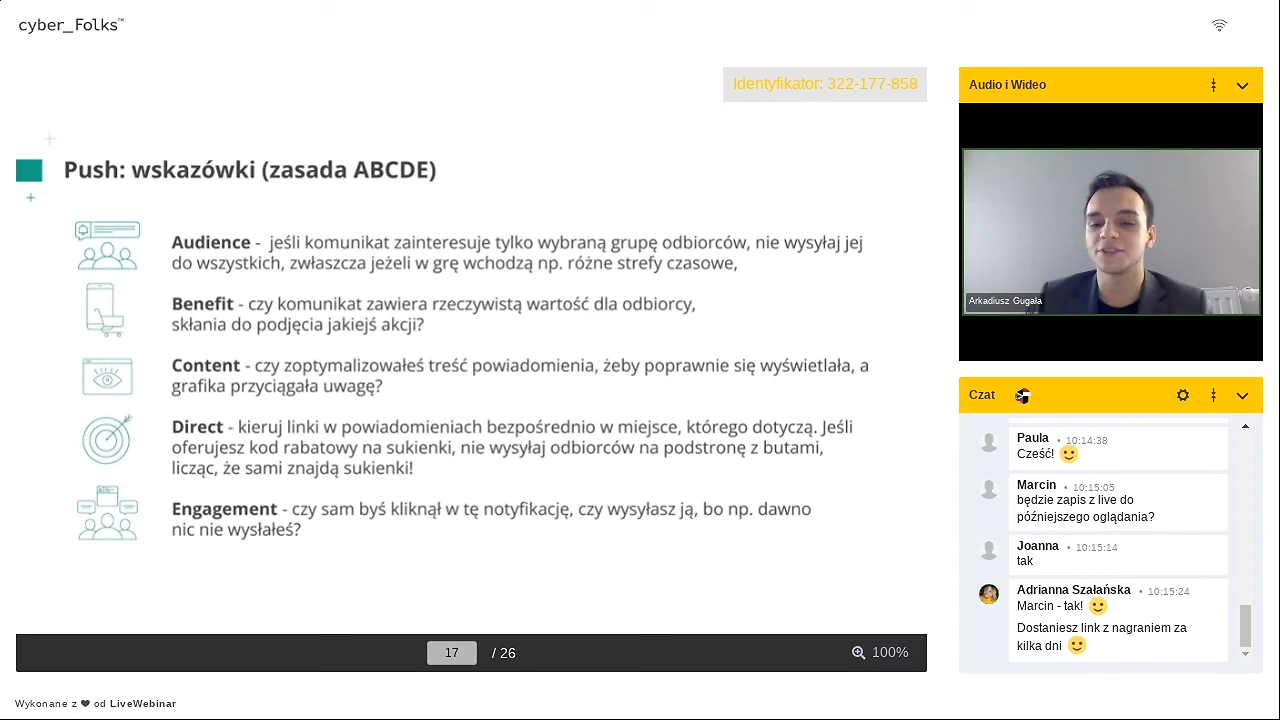 cyber_Folks™
Identyfikator: 322-177-858
Push: wskazówki (zasada ABCDE)
Audience - jeśli komunikat zainteresuje tylko wybraną grupę odbiorców, nie wysyłaj jej
do wszystkich, zwłaszcza jeżeli w grę wchodzą np. różne strefy czasowe,
Benefit - czy komunikat zawiera rzeczywistą wartość dla odbiorcy,
skłania do podjęcia jakiejś akcji?
Content - czy zoptymalizowałeś treść powiadomienia, żeby poprawnie się wyświetlała, a
grafika przyciągała uwagę?
Direct - kieruj linki w powiadomieniach bezpośrednio w miejsce, którego dotyczą. Jeśli
oferujesz kod rabatowy na sukienki, nie wysyłaj odbiorców na podstronę z butami,
licząc, że sami znajdą sukienki!
Engagement - czy sam byś kliknął w tę notyfikację, czy wysyłasz ją, bo np. dawno
nic nie wysłałeś?
17 / 26
100%
Audio i Wideo
Arkadiusz Gugała
Czat
Paula • 10:14:38
Cześć!
Marcin • 10:15:05
będzie zapis z live do
późniejszego oglądania?
Joanna • 10:15:14
tak
Adrianna Szałańska • 10:15:24
Marcin - tak!
Dostaniesz link z nagraniem za
kilka dni
Wykonane z ❤ od LiveWebinar